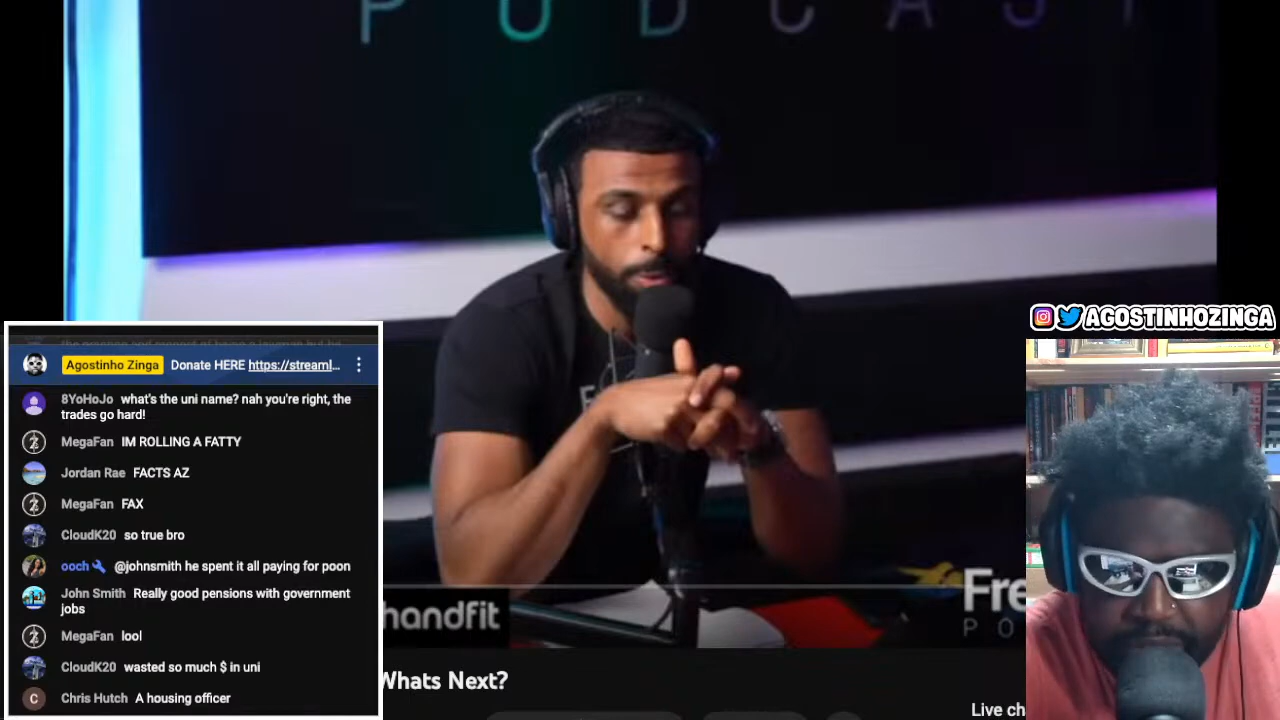 PODCAST
AGOSTINHOZINGA
Agostinho Zinga Donate HERE https://streaml...
8YoHoJo what's the uni name? nah you're right, the
trades go hard!
MegaFan IM ROLLING A FATTY
Jordan Rae FACTS AZ
MegaFan FAX
CloudK20 so true bro
ooch @johnsmith he spent it all paying for poon
John Smith Really good pensions with government
jobs
MegaFan lool
CloudK20 wasted so much $ in uni
C Chris Hutch A housing officer
handfit
Fre
PO
Whats Next?
Live ch